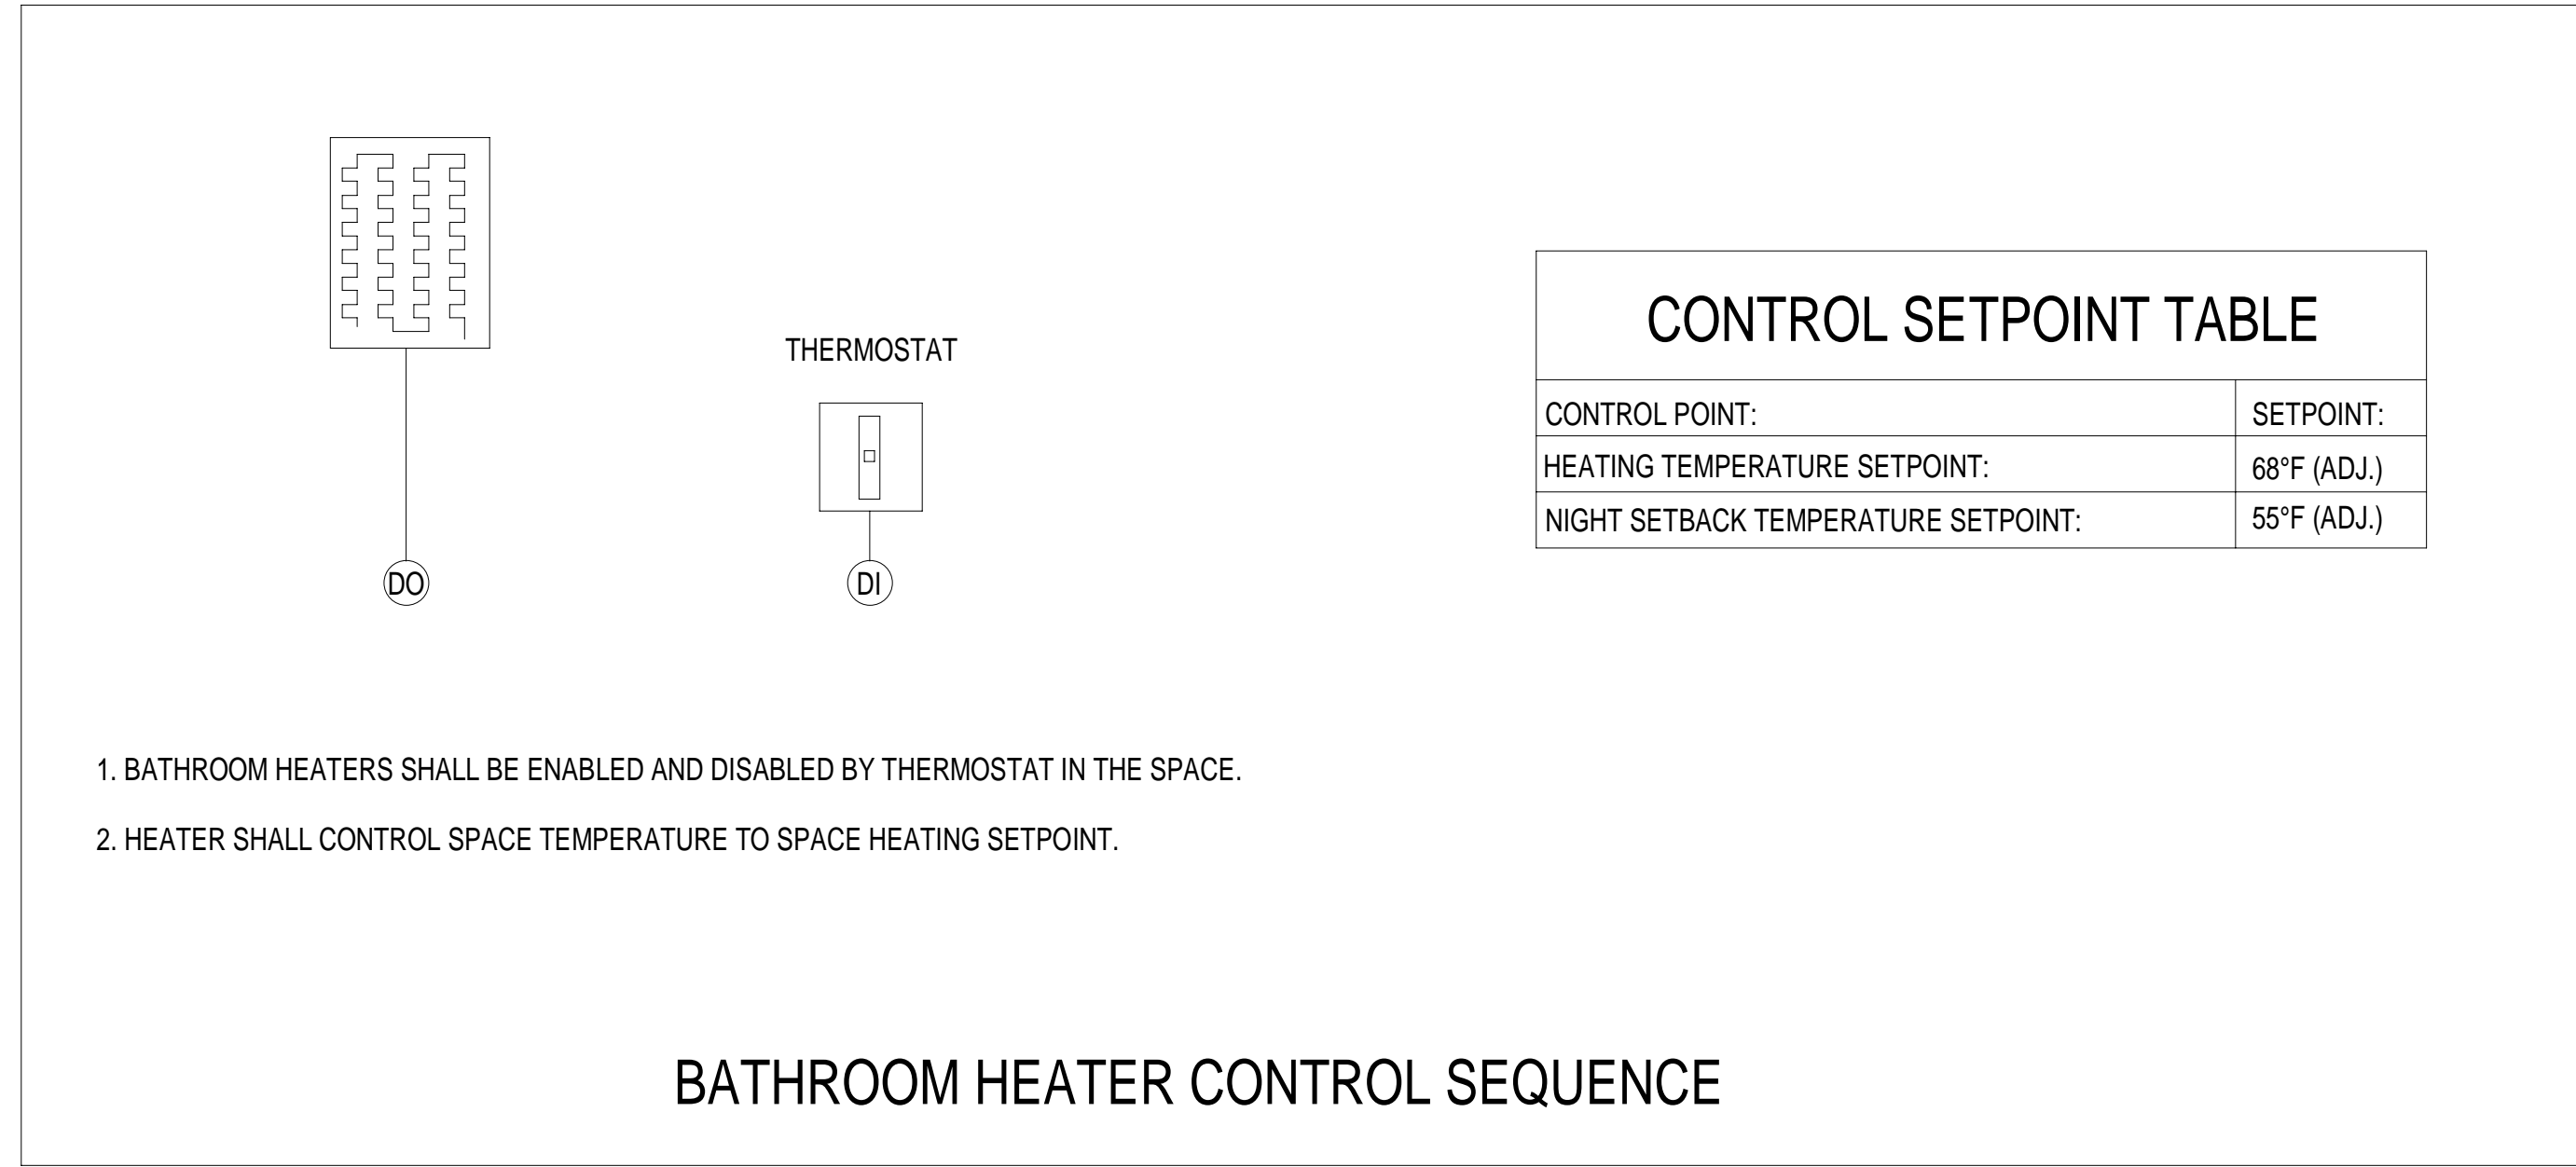 THERMOSTAT
DO
DI
CONTROL SETPOINT TABLE
CONTROL POINT: SETPOINT:
HEATING TEMPERATURE SETPOINT: 68°F (ADJ.)
NIGHT SETBACK TEMPERATURE SETPOINT: 55°F (ADJ.)
1. BATHROOM HEATERS SHALL BE ENABLED AND DISABLED BY THERMOSTAT IN THE SPACE.
2. HEATER SHALL CONTROL SPACE TEMPERATURE TO SPACE HEATING SETPOINT.
BATHROOM HEATER CONTROL SEQUENCE